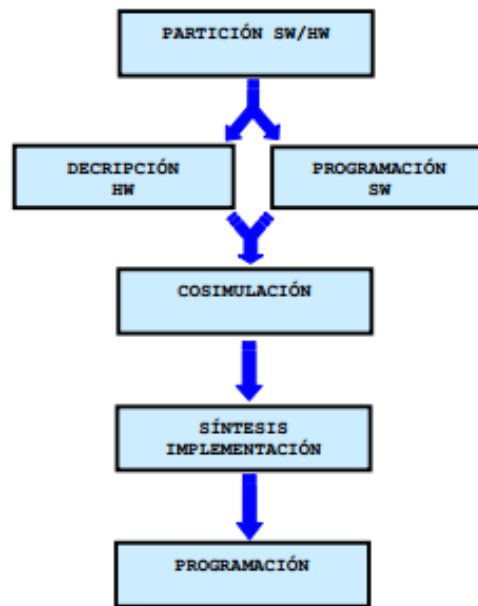 PARTICIÓN SW/HW
DECRIPCIÓN
HW
PROGRAMACIÓN
SW
COSIMULACIÓN
SÍNTESIS
IMPLEMENTACIÓN
PROGRAMACIÓN